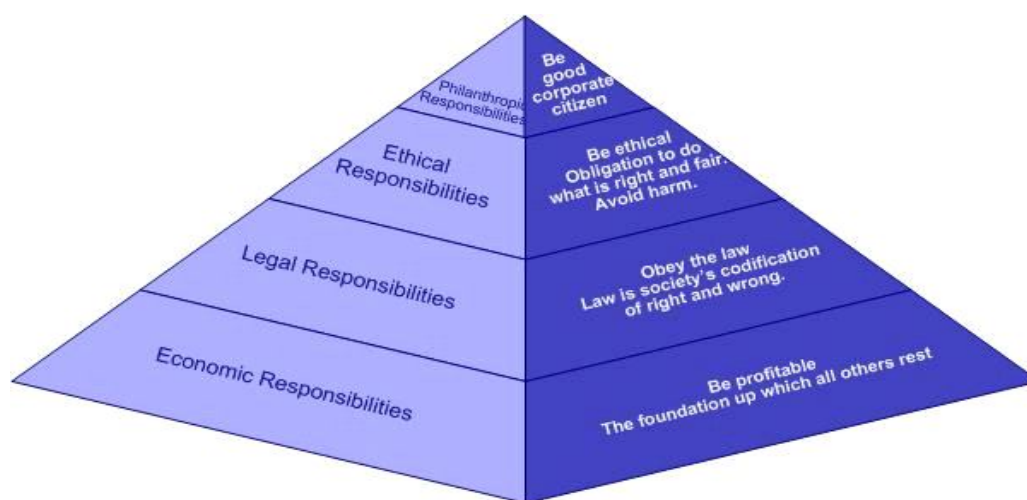 Philanthropic
Responsibilities
Be
good
corporate
citizen
Ethical
Responsibilities
Be ethical
Obligation to do
what is right and fair.
Avoid harm.
Legal Responsibilities
Obey the law
Law is society's codification
of right and wrong.
Economic Responsibilities
Be profitable
The foundation up which all others rest